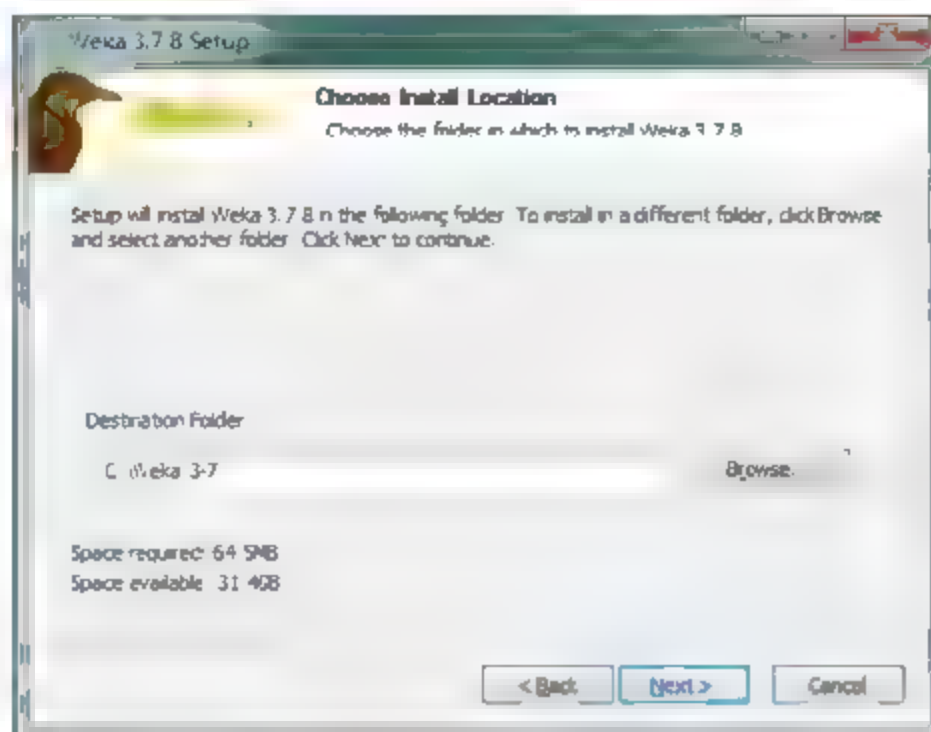 Weka 3.7.8 Setup
Choose Install Location
Choose the folder in which to install Weka 3.7.8
Setup will install Weka 3.7.8 in the following folder. To install in a different folder, click Browse
and select another folder. Click Next to continue.
Destination Folder
C:\Weka-3-7
Browse...
Space required: 64.5MB
Space available: 31.4GB
< Back
Next >
Cancel